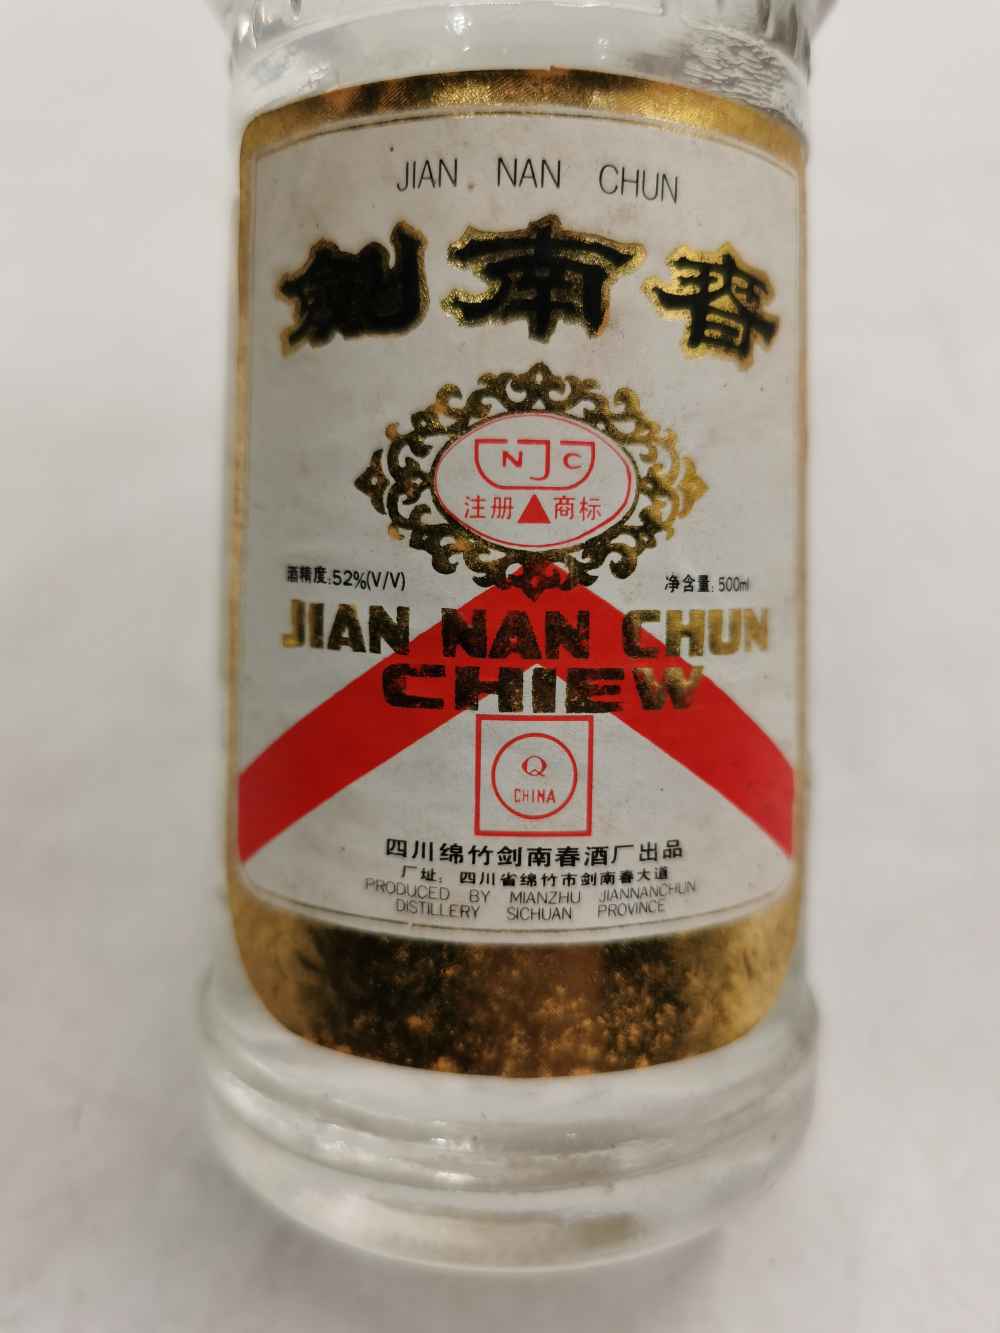 JIAN NAN CHUN
剑南春
NJC
注册 商标
酒精度:52%(V/V) 净含量:500ml
JIAN NAN CHUN
CHIEW
Q
CHINA
四川绵竹剑南春酒厂出品
厂址：四川省绵竹市剑南春大道
PRODUCED BY MIANZHU JIANNANCHUN
DISTILLERY SICHUAN PROVINCE